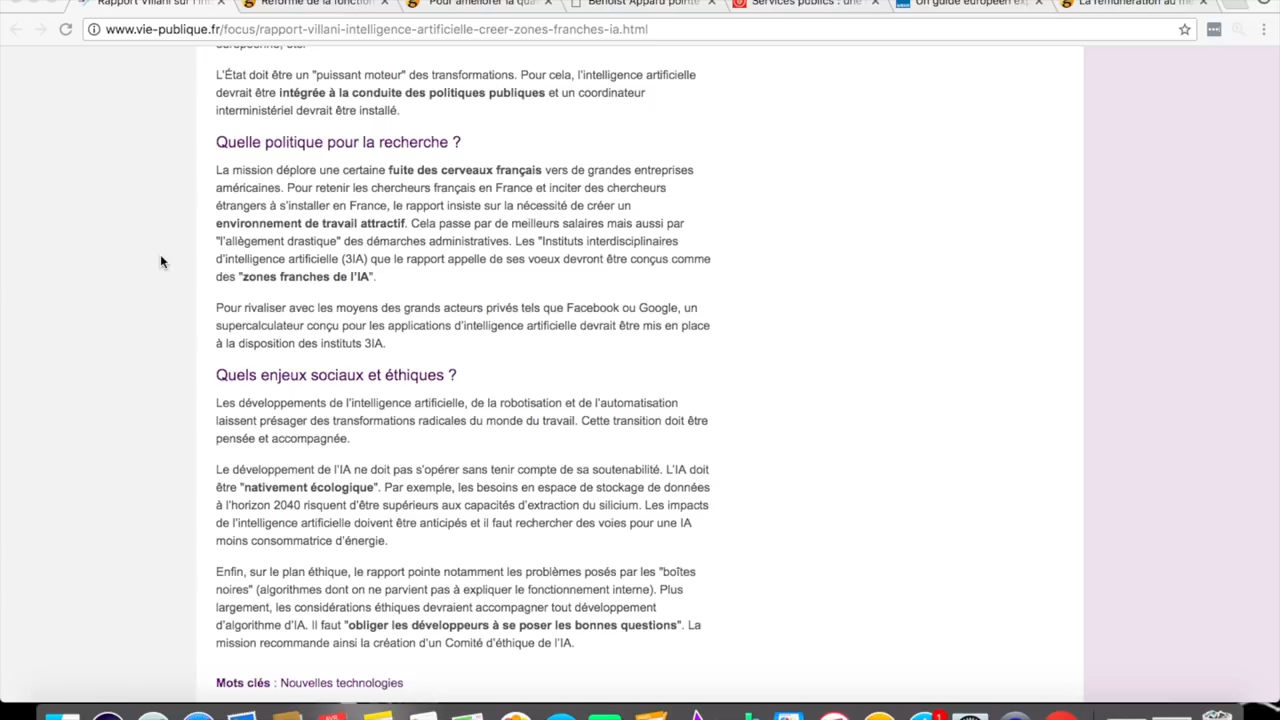 Rapport Villani sur l'in
Réforme de la fonction
Pour améliorer la qua
Benoist Apparu pointe
Services publics : une
Un guide européen exp
La rémunération au mé
www.vie-publique.fr/focus/rapport-villani-intelligence-artificielle-creer-zones-franches-ia.html
européenne, etc.
L'État doit être un "puissant moteur" des transformations. Pour cela, l'intelligence artificielle
devrait être intégrée à la conduite des politiques publiques et un coordinateur
interministériel devrait être installé.
Quelle politique pour la recherche ?
La mission déplore une certaine fuite des cerveaux français vers de grandes entreprises
américaines. Pour retenir les chercheurs français en France et inciter des chercheurs
étrangers à s'installer en France, le rapport insiste sur la nécessité de créer un
environnement de travail attractif. Cela passe par de meilleurs salaires mais aussi par
"l'allègement drastique" des démarches administratives. Les "Instituts interdisciplinaires
d'intelligence artificielle (3IA) que le rapport appelle de ses voeux devront être conçus comme
des "zones franches de l'IA".
Pour rivaliser avec les moyens des grands acteurs privés tels que Facebook ou Google, un
supercalculateur conçu pour les applications d'intelligence artificielle devrait être mis en place
à la disposition des instituts 3IA.
Quels enjeux sociaux et éthiques ?
Les développements de l'intelligence artificielle, de la robotisation et de l'automatisation
laissent présager des transformations radicales du monde du travail. Cette transition doit être
pensée et accompagnée.
Le développement de l'IA ne doit pas s'opérer sans tenir compte de sa soutenabilité. L'IA doit
être "nativement écologique". Par exemple, les besoins en espace de stockage de données
à l'horizon 2040 risquent d'être supérieurs aux capacités d'extraction du silicium. Les impacts
de l'intelligence artificielle doivent être anticipés et il faut rechercher des voies pour une IA
moins consommatrice d'énergie.
Enfin, sur le plan éthique, le rapport pointe notamment les problèmes posés par les "boîtes
noires" (algorithmes dont on ne parvient pas à expliquer le fonctionnement interne). Plus
largement, les considérations éthiques devraient accompagner tout développement
d'algorithme d'IA. Il faut "obliger les développeurs à se poser les bonnes questions". La
mission recommande ainsi la création d'un Comité d'éthique de l'IA.
Mots clés : Nouvelles technologies
1